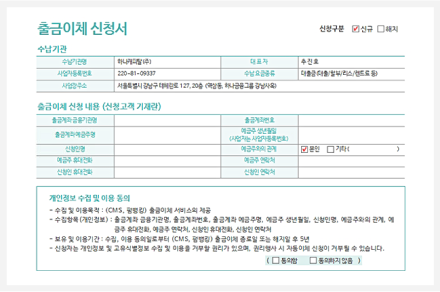 출금이체 신청서
신청구분 ☑신규 □해지
수납기관
수납기관명 하나캐피탈(주) 대표자 추진호
사업자등록번호 220-81-09337 수납 요금종류 대출금(대출/할부/리스/렌트료 등)
사업장주소 서울특별시 강남구 테헤란로 127, 20층 (역삼동, 하나금융그룹 강남사옥)
출금이체 신청 내용 (신청고객 기재란)
출금계좌 금융기관명 출금계좌번호
출금계좌 예금주명 예금주 생년월일
(사업자는 사업자등록번호)
신청인명 예금주와의 관계 ☑본인 □기타( )
예금주 휴대전화 예금주 연락처
신청인 휴대전화 신청인 연락처
개인정보 수집 및 이용 동의
- 수집 및 이용목적 : (CMS, 펌뱅킹) 출금이체 서비스의 제공
- 수집항목(개인정보) : 출금계좌 금융기관명, 출금계좌번호, 출금계좌 예금주명, 예금주 생년월일, 신청인명, 예금주와의 관계, 예
금주 휴대전화, 예금주 연락처, 신청인 휴대전화, 신청인 연락처
- 보유 및 이용기간 : 수집, 이용 동의일로부터 (CMS, 펌뱅킹) 출금이체 종료일 또는 해지일 후 5년
- 신청자는 개인정보 및 고유식별정보 수집 및 이용을 거부할 권리가 있으며, 권리행사 시 자동이체 신청이 거부될 수 있습니다.
( □ 동의함 □ 동의하지 않음 )